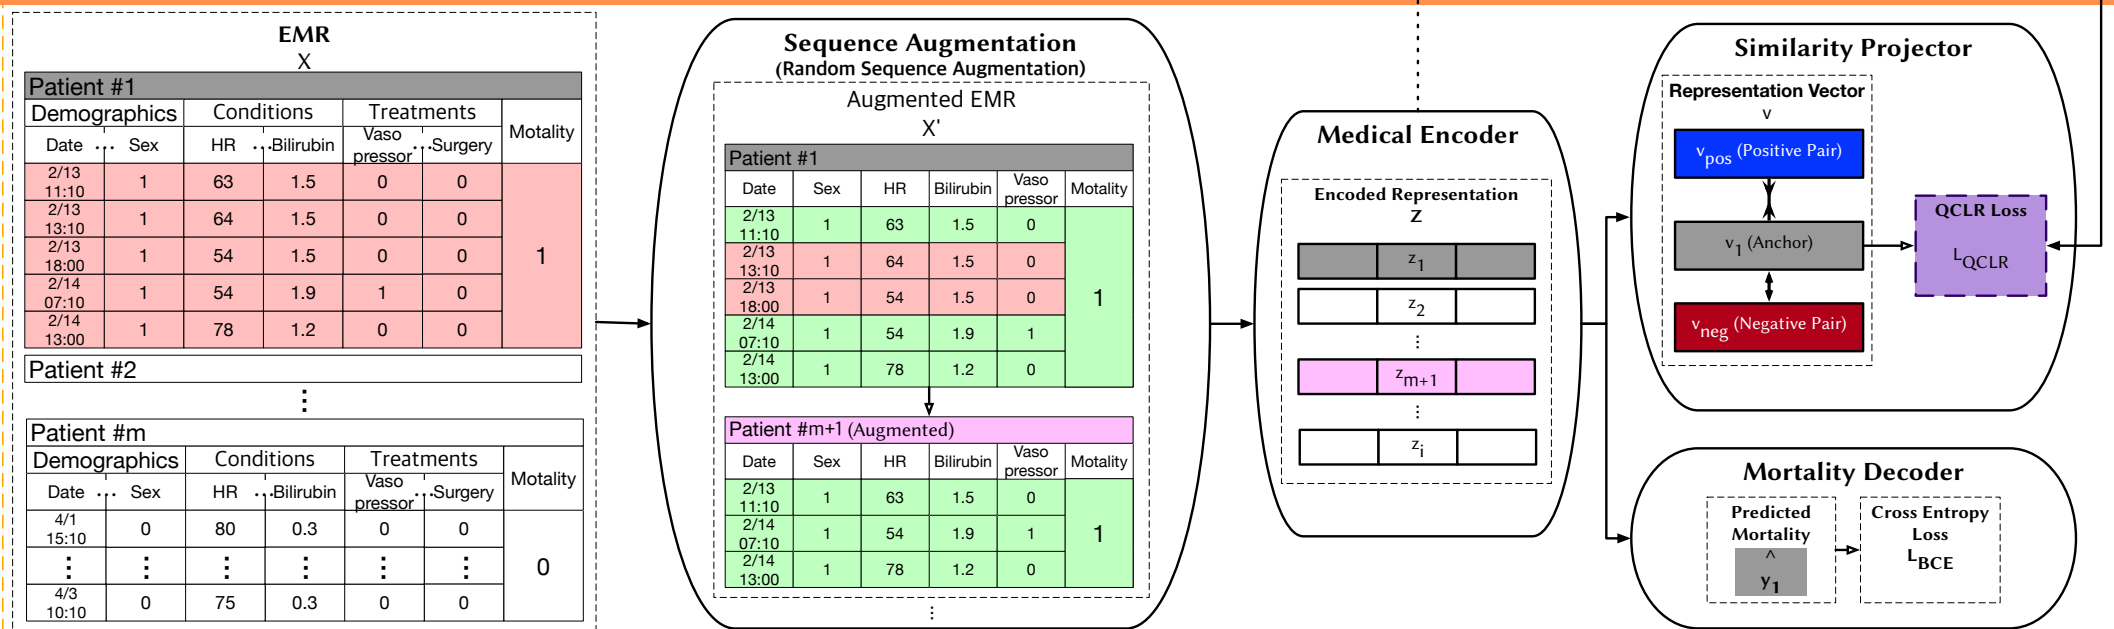 EMR
X
Patient #1
Demographics Conditions Treatments Motality
Date ... Sex HR ...Bilirubin Vaso pressor ...Surgery
2/13 11:10 1 63 1.5 0 0
2/13 13:10 1 64 1.5 0 0
2/13 18:00 1 54 1.5 0 0
2/14 07:10 1 54 1.9 1 0
2/14 13:00 1 78 1.2 0 0
1
Patient #2
⋮
Patient #m
Demographics Conditions Treatments Motality
Date ... Sex HR ...Bilirubin Vaso pressor ...Surgery
4/1 15:10 0 80 0.3 0 0
⋮ ⋮ ⋮ ⋮ ⋮ ⋮
4/3 10:10 0 75 0.3 0 0
0
Sequence Augmentation
(Random Sequence Augmentation)
Augmented EMR
X'
Patient #1
Date Sex HR Bilirubin Vaso pressor Motality
2/13 11:10 1 63 1.5 0
2/13 13:10 1 64 1.5 0
2/13 18:00 1 54 1.5 0
2/14 07:10 1 54 1.9 1
2/14 13:00 1 78 1.2 0
1
Patient #m+1 (Augmented)
Date Sex HR Bilirubin Vaso pressor Motality
2/13 11:10 1 63 1.5 0
2/14 07:10 1 54 1.9 1
2/14 13:00 1 78 1.2 0
1
⋮
Medical Encoder
Encoded Representation
Z
z1
z2
⋮
zm+1
⋮
zi
Similarity Projector
Representation Vector
v
vpos (Positive Pair)
v1 (Anchor)
vneg (Negative Pair)
QCLR Loss
LQCLR
Mortality Decoder
Predicted
Mortality
^
y1
Cross Entropy
Loss
LBCE